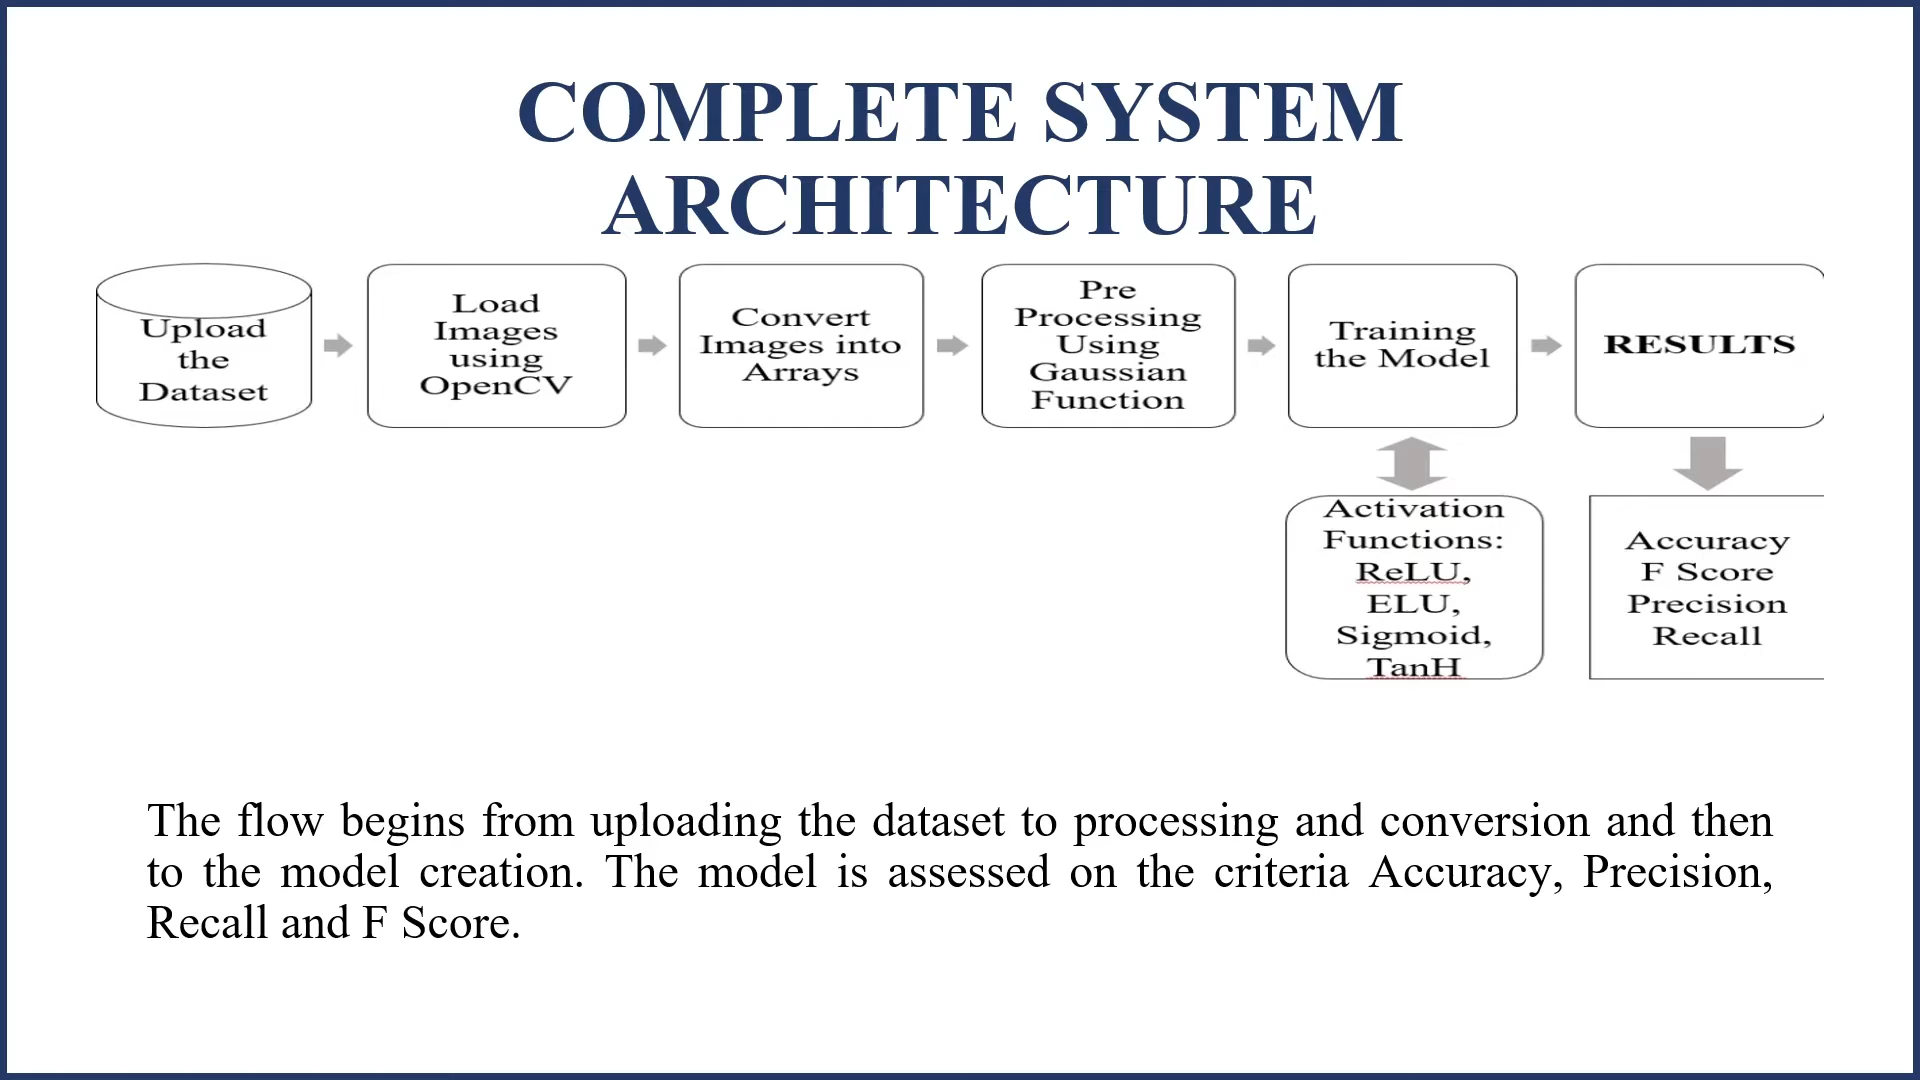 COMPLETE SYSTEM
ARCHITECTURE
Upload
the
Dataset
Load
Images
using
OpenCV
Convert
Images into
Arrays
Pre
Processing
Using
Gaussian
Function
Training
the Model
RESULTS
Activation
Functions:
ReLU,
ELU,
Sigmoid,
TanH
Accuracy
F Score
Precision
Recall
The flow begins from uploading the dataset to processing and conversion and then
to the model creation. The model is assessed on the criteria Accuracy, Precision,
Recall and F Score.